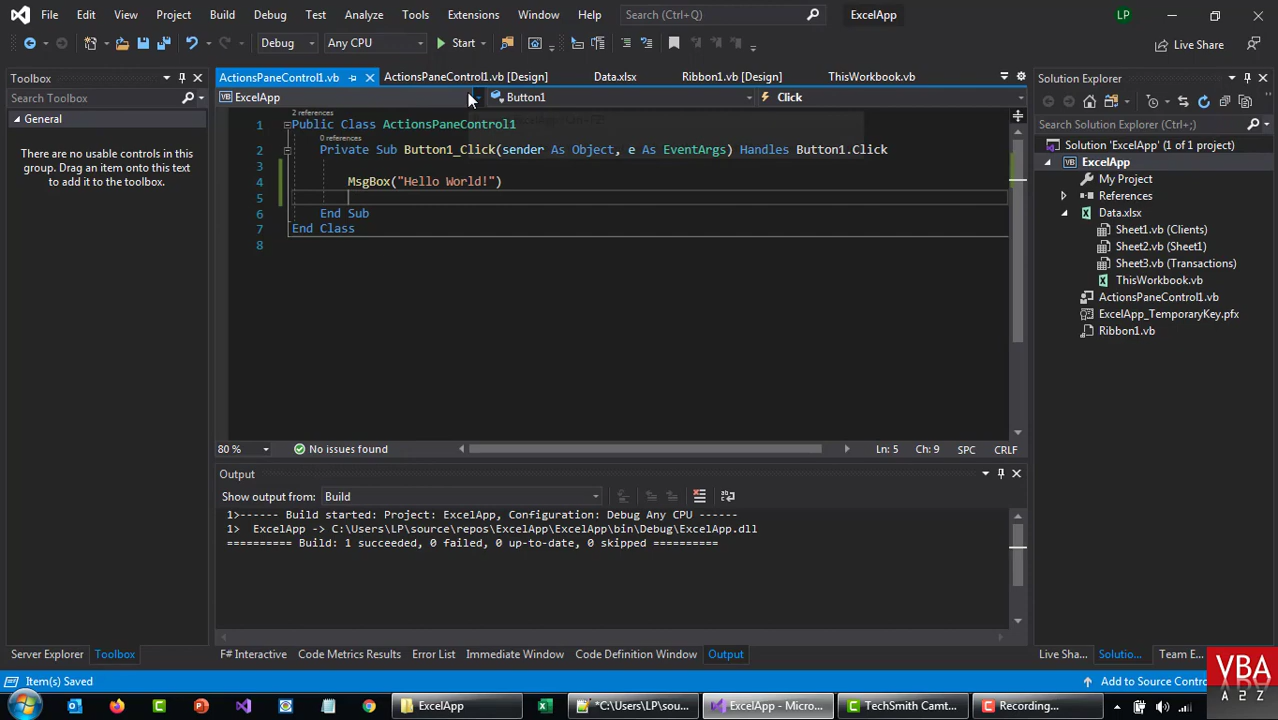 File Edit View Project Build Debug Test Analyze Tools Extensions Window Help Search (Ctrl+Q) ExcelApp LP
Debug Any CPU Start Live Share
Toolbox
Search Toolbox
General
There are no usable controls in this
group. Drag an item onto this text
to add it to the toolbox.
ActionsPaneControl1.vb ActionsPaneControl1.vb [Design] Data.xlsx Ribbon1.vb [Design] ThisWorkbook.vb
VB ExcelApp Button1 Click
2 references
1 Public Class ActionsPaneControl1
0 references
2 Private Sub Button1_Click(sender As Object, e As EventArgs) Handles Button1.Click
3
4 MsgBox("Hello World!")
5
6 End Sub
7 End Class
8
80 % No issues found Ln: 5 Ch: 9 SPC CRLF
Output
Show output from: Build
1>------ Build started: Project: ExcelApp, Configuration: Debug Any CPU ------
1> ExcelApp -> C:\Users\LP\source\repos\ExcelApp\ExcelApp\bin\Debug\ExcelApp.dll
========== Build: 1 succeeded, 0 failed, 0 up-to-date, 0 skipped ==========
Solution Explorer
Search Solution Explorer (Ctrl+;)
Solution 'ExcelApp' (1 of 1 project)
VB ExcelApp
My Project
References
Data.xlsx
Sheet1.vb (Clients)
Sheet2.vb (Sheet1)
Sheet3.vb (Transactions)
ThisWorkbook.vb
ActionsPaneControl1.vb
ExcelApp_TemporaryKey.pfx
Ribbon1.vb
Server Explorer Toolbox F# Interactive Code Metrics Results Error List Immediate Window Code Definition Window Output Live Sha... Solutio... Team E...
Item(s) Saved Add to Source Contro
ExcelApp *C:\Users\LP\sou... ExcelApp - Micro... TechSmith Camt... Recording...
VBA
A 2 Z